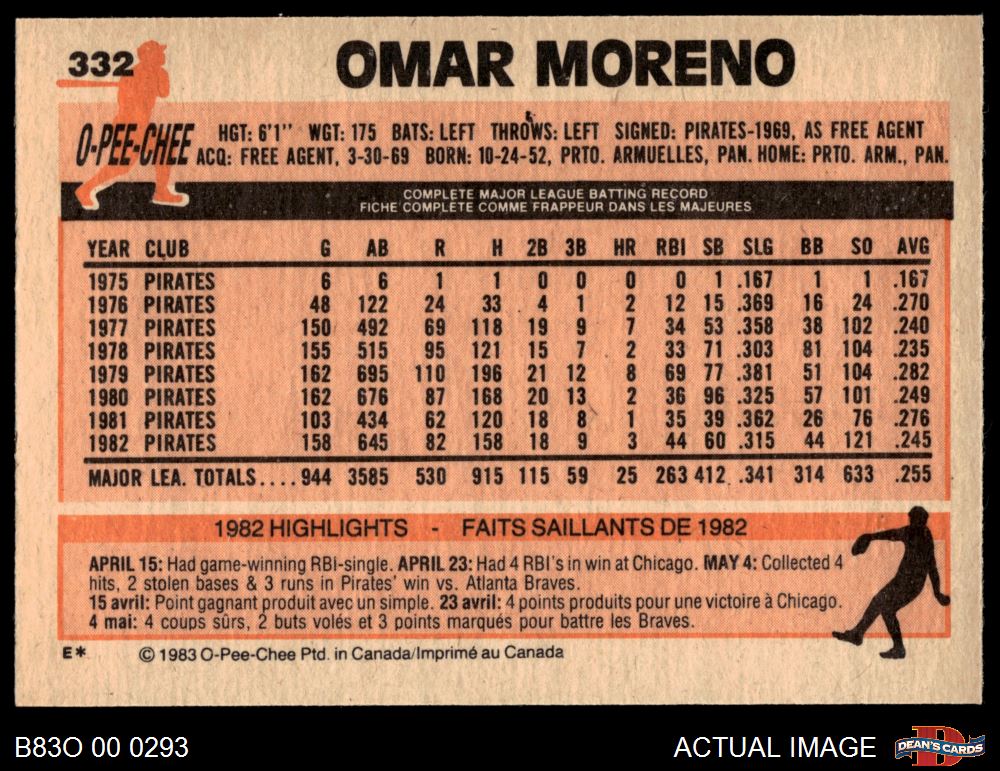 332
OMAR MORENO
O-PEE-CHEE
HGT: 6'1" WGT: 175 BATS: LEFT THROWS: LEFT SIGNED: PIRATES-1969, AS FREE AGENT
ACQ: FREE AGENT, 3-30-69 BORN: 10-24-52, PRTO. ARMUELLES, PAN. HOME: PRTO. ARM., PAN.
COMPLETE MAJOR LEAGUE BATTING RECORD
FICHE COMPLETE COMME FRAPPEUR DANS LES MAJEURES
YEAR CLUB G AB R H 2B 3B HR RBI SB SLG BB SO AVG
1975 PIRATES 6 6 1 1 0 0 0 0 1 .167 1 1 .167
1976 PIRATES 48 122 24 33 4 1 2 12 15 .369 16 24 .270
1977 PIRATES 150 492 69 118 19 9 7 34 53 .358 38 102 .240
1978 PIRATES 155 515 95 121 15 7 2 33 71 .303 81 104 .235
1979 PIRATES 162 695 110 196 21 12 8 69 77 .381 51 104 .282
1980 PIRATES 162 676 87 168 20 13 2 36 96 .325 57 101 .249
1981 PIRATES 103 434 62 120 18 8 1 35 39 .362 26 76 .276
1982 PIRATES 158 645 82 158 18 9 3 44 60 .315 44 121 .245
MAJOR LEA. TOTALS.... 944 3585 530 915 115 59 25 263 412 .341 314 633 .255
1982 HIGHLIGHTS - FAITS SAILLANTS DE 1982
APRIL 15: Had game-winning RBI-single. APRIL 23: Had 4 RBI's in win at Chicago. MAY 4: Collected 4
hits, 2 stolen bases & 3 runs in Pirates' win vs. Atlanta Braves.
15 avril: Point gagnant produit avec un simple. 23 avril: 4 points produits pour une victoire à Chicago.
4 mai: 4 coups sûrs, 2 buts volés et 3 points marqués pour battre les Braves.
E* © 1983 O-Pee-Chee Ptd. in Canada/Imprimé au Canada
B83O 00 0293
ACTUAL IMAGE
D
DEAN'S CARDS